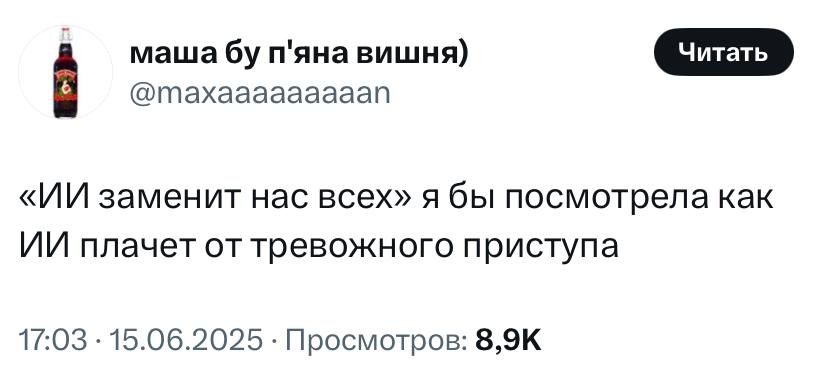 маша бу п'яна вишня)
Читать
@maxaaaaaaaaaan
«ИИ заменит нас всех» я бы посмотрела как
ИИ плачет от тревожного приступа
17:03 · 15.06.2025 · Просмотров: 8,9K